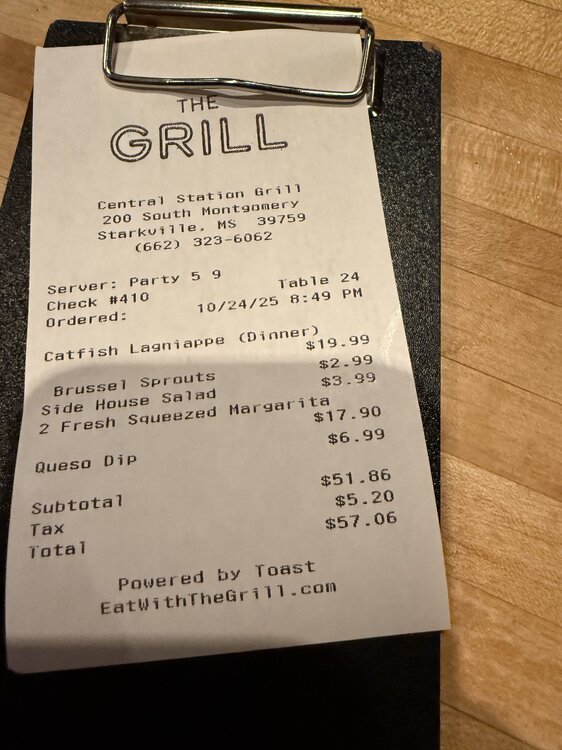 THE
GRILL
Central Station Grill
200 South Montgomery
Starkville, MS 39759
(662) 323-6062
Server: Party 5 9
Check #410 Table 24
Ordered: 10/24/25 8:49 PM
Catfish Lagniappe (Dinner) $19.99
Brussel Sprouts $2.99
Side House Salad $3.99
2 Fresh Squeezed Margarita $17.90
Queso Dip $6.99
Subtotal $51.86
Tax $5.20
Total $57.06
Powered by Toast
EatWithTheGrill.com